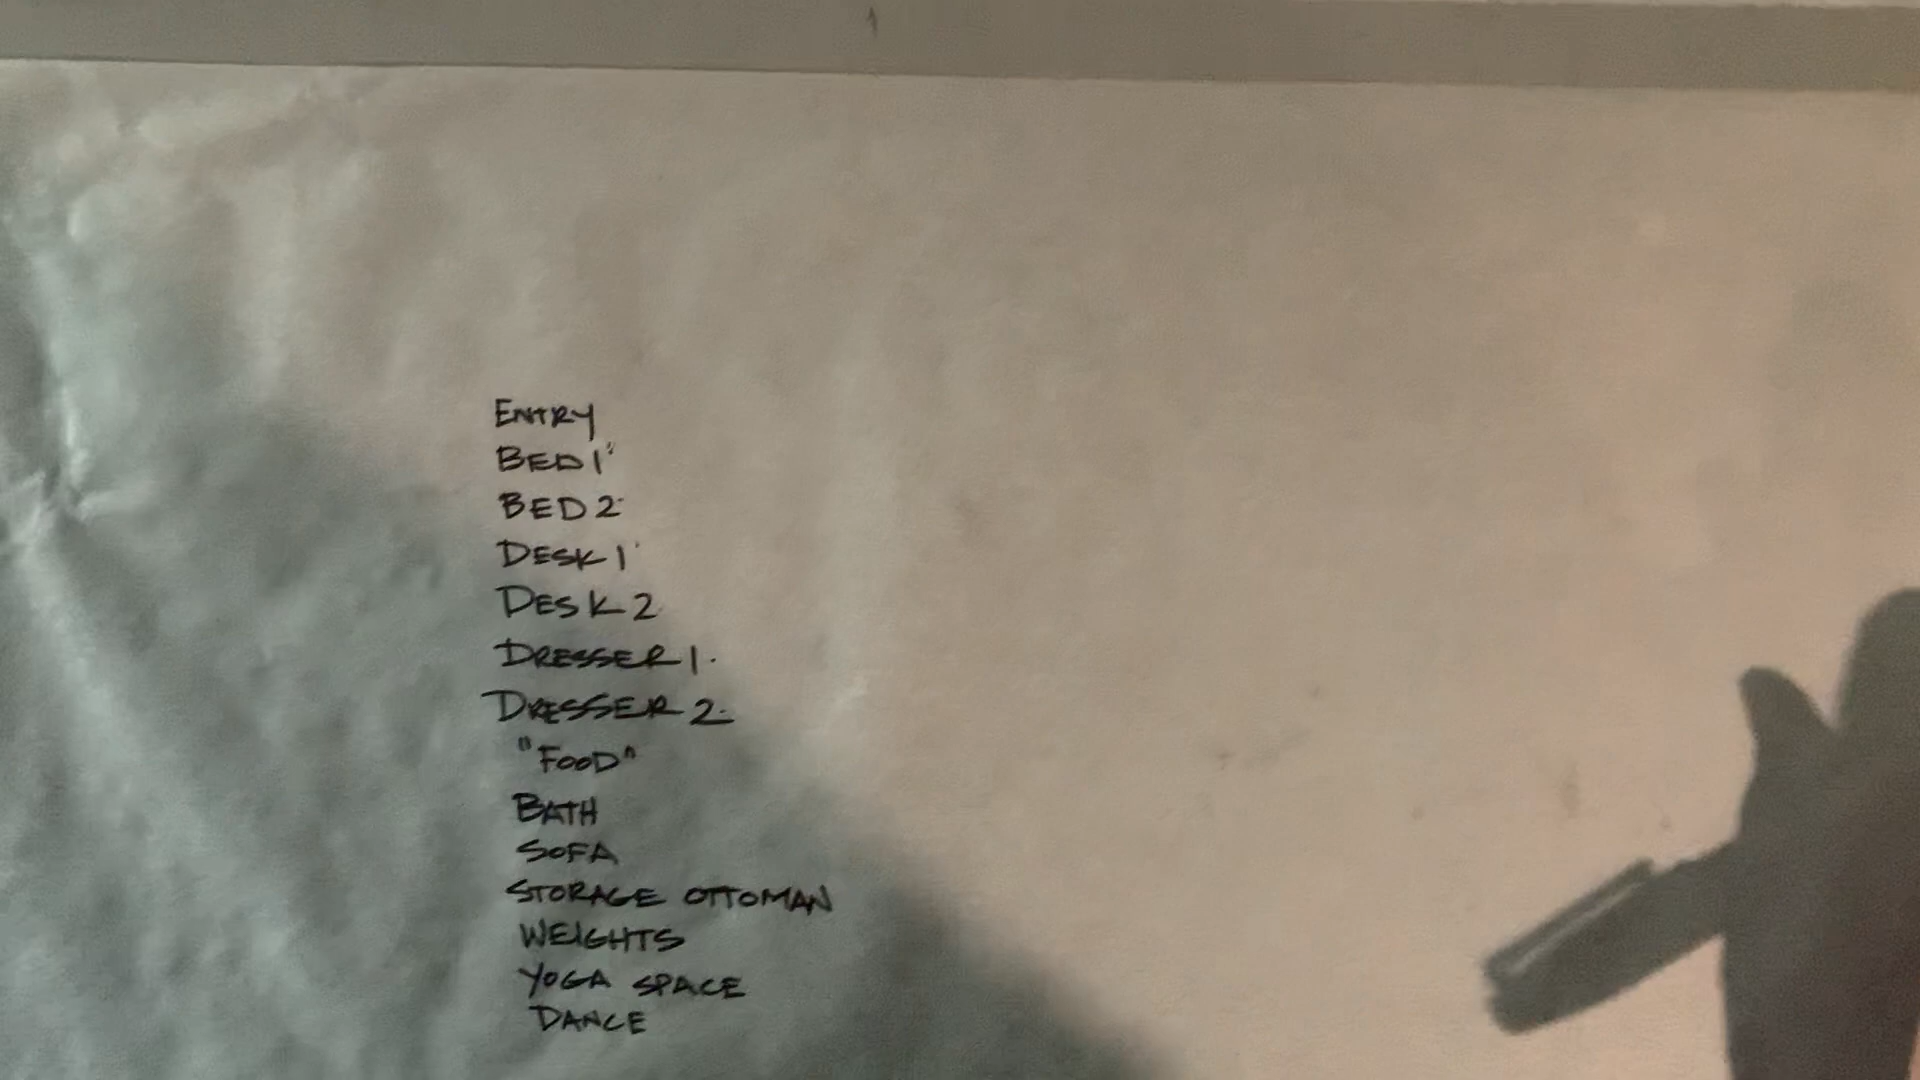 ENTRY
BED 1
BED 2
DESK 1
DESK 2
DRESSER 1.
DRESSER 2.
"FOOD"
BATH
SOFA
STORAGE OTTOMAN
WEIGHTS
YOGA SPACE
DANCE